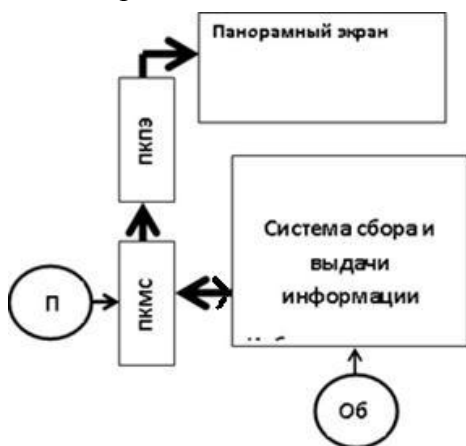 Панорамный экран
ПКПЭ
Система сбора и
выдачи
информации
ПКМС
П
Об